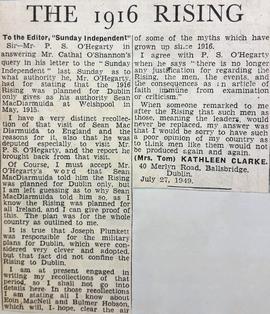 THE 1916 RISING
To the Editor, "Sunday Independent"
Sir—Mr. P. S. O'Hegarty in
answering Mr. Cathal O'Shannon's
query in his letter to the "Sunday
Independent" last Sunday as to
what authority he, Mr. O'Hegarty,
had for stating that the 1916
Rising was planned for Dublin
only, gives his authority Sean
MacDiarmuid at Welshpool in
May, 1915.
I have a very distinct recollec-
tion of that visit of Sean Mac
Diarmuida to England and the
reasons for it, also that he was
deputed especially to visit Mr.
P. S. O'Hegarty, and the report he
brought back from that visit.
Of course, I must accept Mr.
O'Hegarty's word that Sean
MacDiarmuida told him the Rising
was planned for Dublin only, but I
am left guessing as to why Sean
MacDiarmuida told him so, as I
know the Rising was planned for
the whole country; I have proof of
this. The plan was for the whole
country as outlined to me.
It is true that Joseph Plunkett
was responsible for the military
plans for Dublin, which were con-
sidered very clever and adopted,
but that fact did not confine the
Rising to Dublin.
I am at present engaged in
writing my recollections of that
period, so I shall not go into
details here. In those recollections
I am stating all I know about
Eoin MacNeil and Bulmer Hobson,
which will, I hope, clear the air
of some of the myths which have
grown up since 1916.
I agree with P. S. O'Hegarty
when he says "there is no longer
any justification for regarding the
Rising, the men, the events, and
the consequences as an article of
faith immune from examination
or criticism."
When someone remarked to me
after the Rising that such men as
those, meaning the leaders, would
never be replaced, my answer was
that I would be sorry to have such
a poor opinion of my country as
to think men like them would not
be produced again and again.
(Mrs. Tom) KATHLEEN CLARKE.
40 Merlyn Road, Ballsbridge,
Dublin.
July 27, 1949.